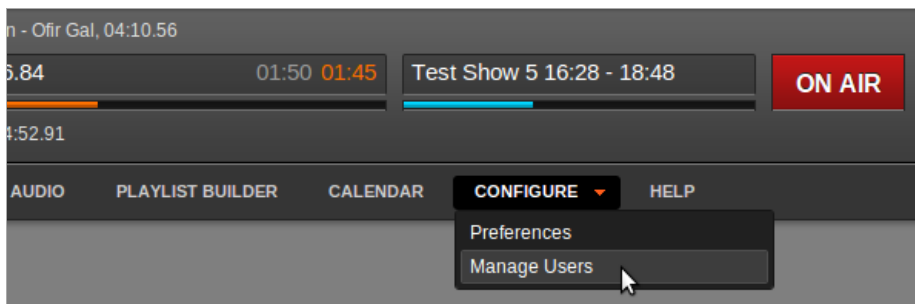 n - Ofir Gal, 04:10.56
6.84 01:50 01:45 Test Show 5 16:28 - 18:48 ON AIR
4:52.91
AUDIO PLAYLIST BUILDER CALENDAR CONFIGURE HELP
Preferences
Manage Users